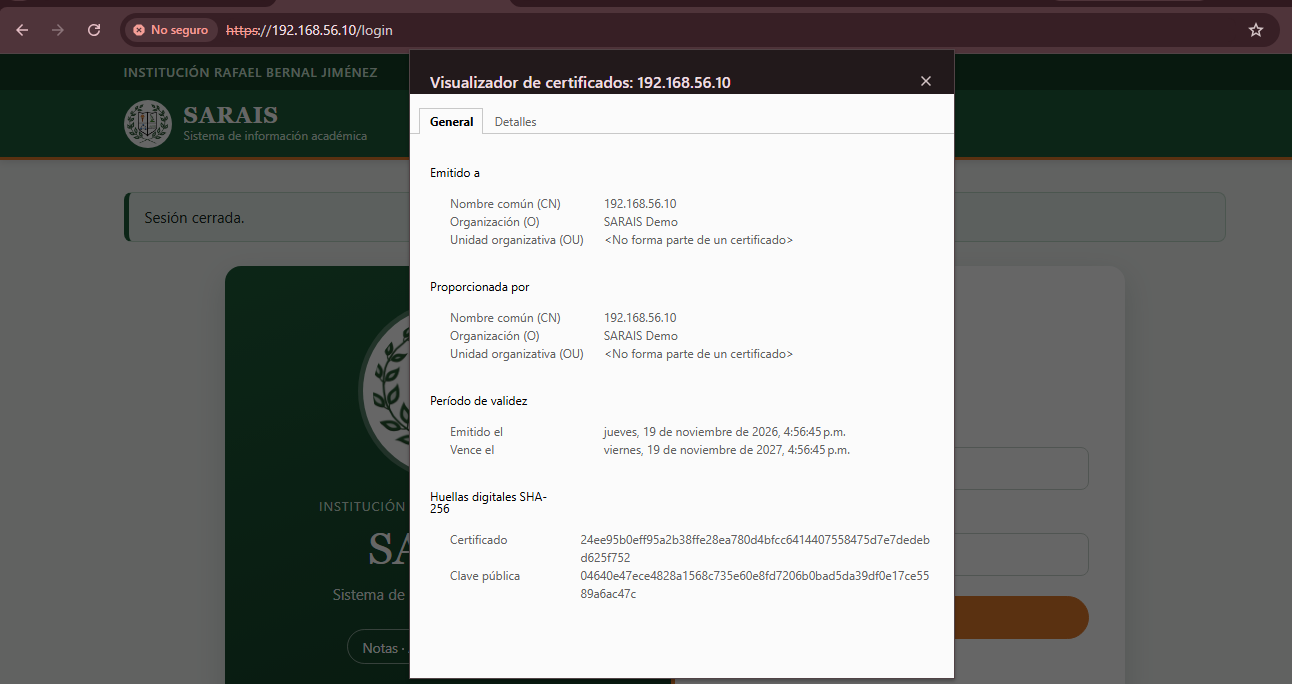 No seguro
https://192.168.56.10/login
INSTITUCIÓN RAFAEL BERNAL JIMÉNEZ
SARAIS
Sistema de información académica
Sesión cerrada.
INSTITUCIÓN
SA
Sistema de
Notas ·
Visualizador de certificados: 192.168.56.10
General
Detalles
Emitido a
Nombre común (CN) 192.168.56.10
Organización (O) SARAIS Demo
Unidad organizativa (OU) <No forma parte de un certificado>
Proporcionada por
Nombre común (CN) 192.168.56.10
Organización (O) SARAIS Demo
Unidad organizativa (OU) <No forma parte de un certificado>
Período de validez
Emitido el jueves, 19 de noviembre de 2026, 4:56:45 p.m.
Vence el viernes, 19 de noviembre de 2027, 4:56:45 p.m.
Huellas digitales SHA-
256
Certificado 24ee95b0eff95a2b38ffe28ea780d4bfcc6414407558475d7e7dedeb
d625f752
Clave pública 04640e47ece4828a1568c735e60e8fd7206b0bad5da39df0e17ce55
89a6ac47c